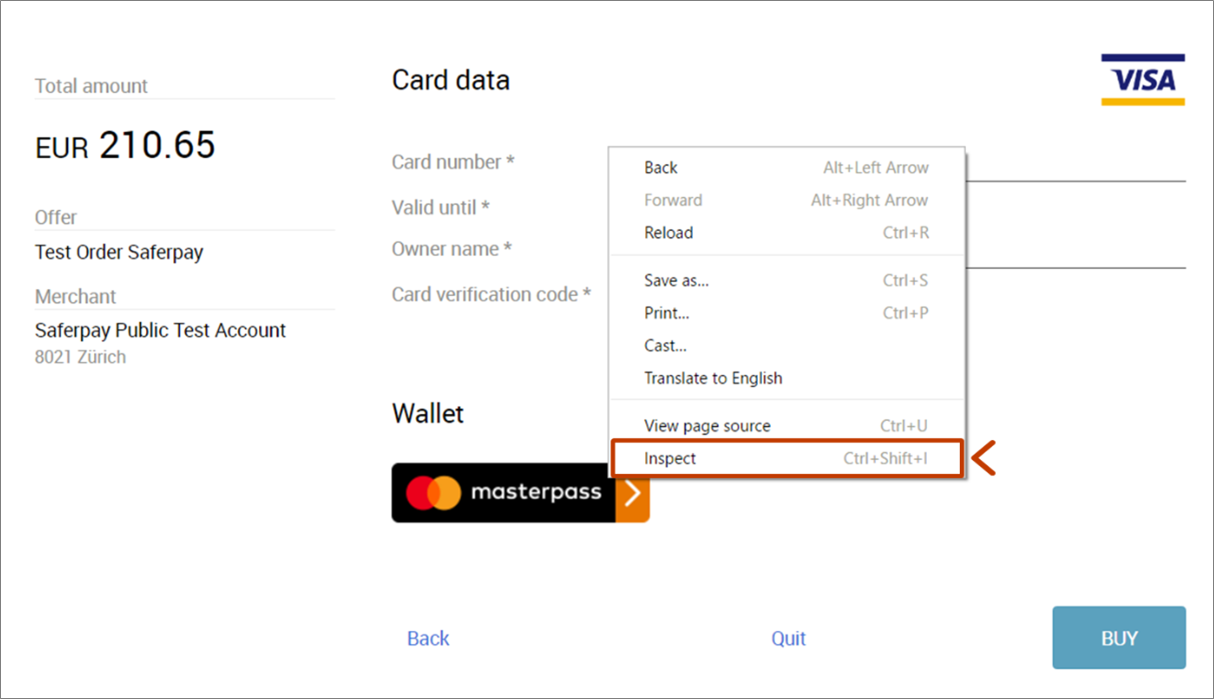 Total amount
EUR 210.65
Offer
Test Order Saferpay
Merchant
Saferpay Public Test Account
8021 Zürich
Card data
VISA
Card number *
Valid until *
Owner name *
Card verification code *
Back Alt+Left Arrow
Forward Alt+Right Arrow
Reload Ctrl+R
Save as... Ctrl+S
Print... Ctrl+P
Cast...
Translate to English
View page source Ctrl+U
Inspect Ctrl+Shift+I
Wallet
masterpass
Back
Quit
BUY